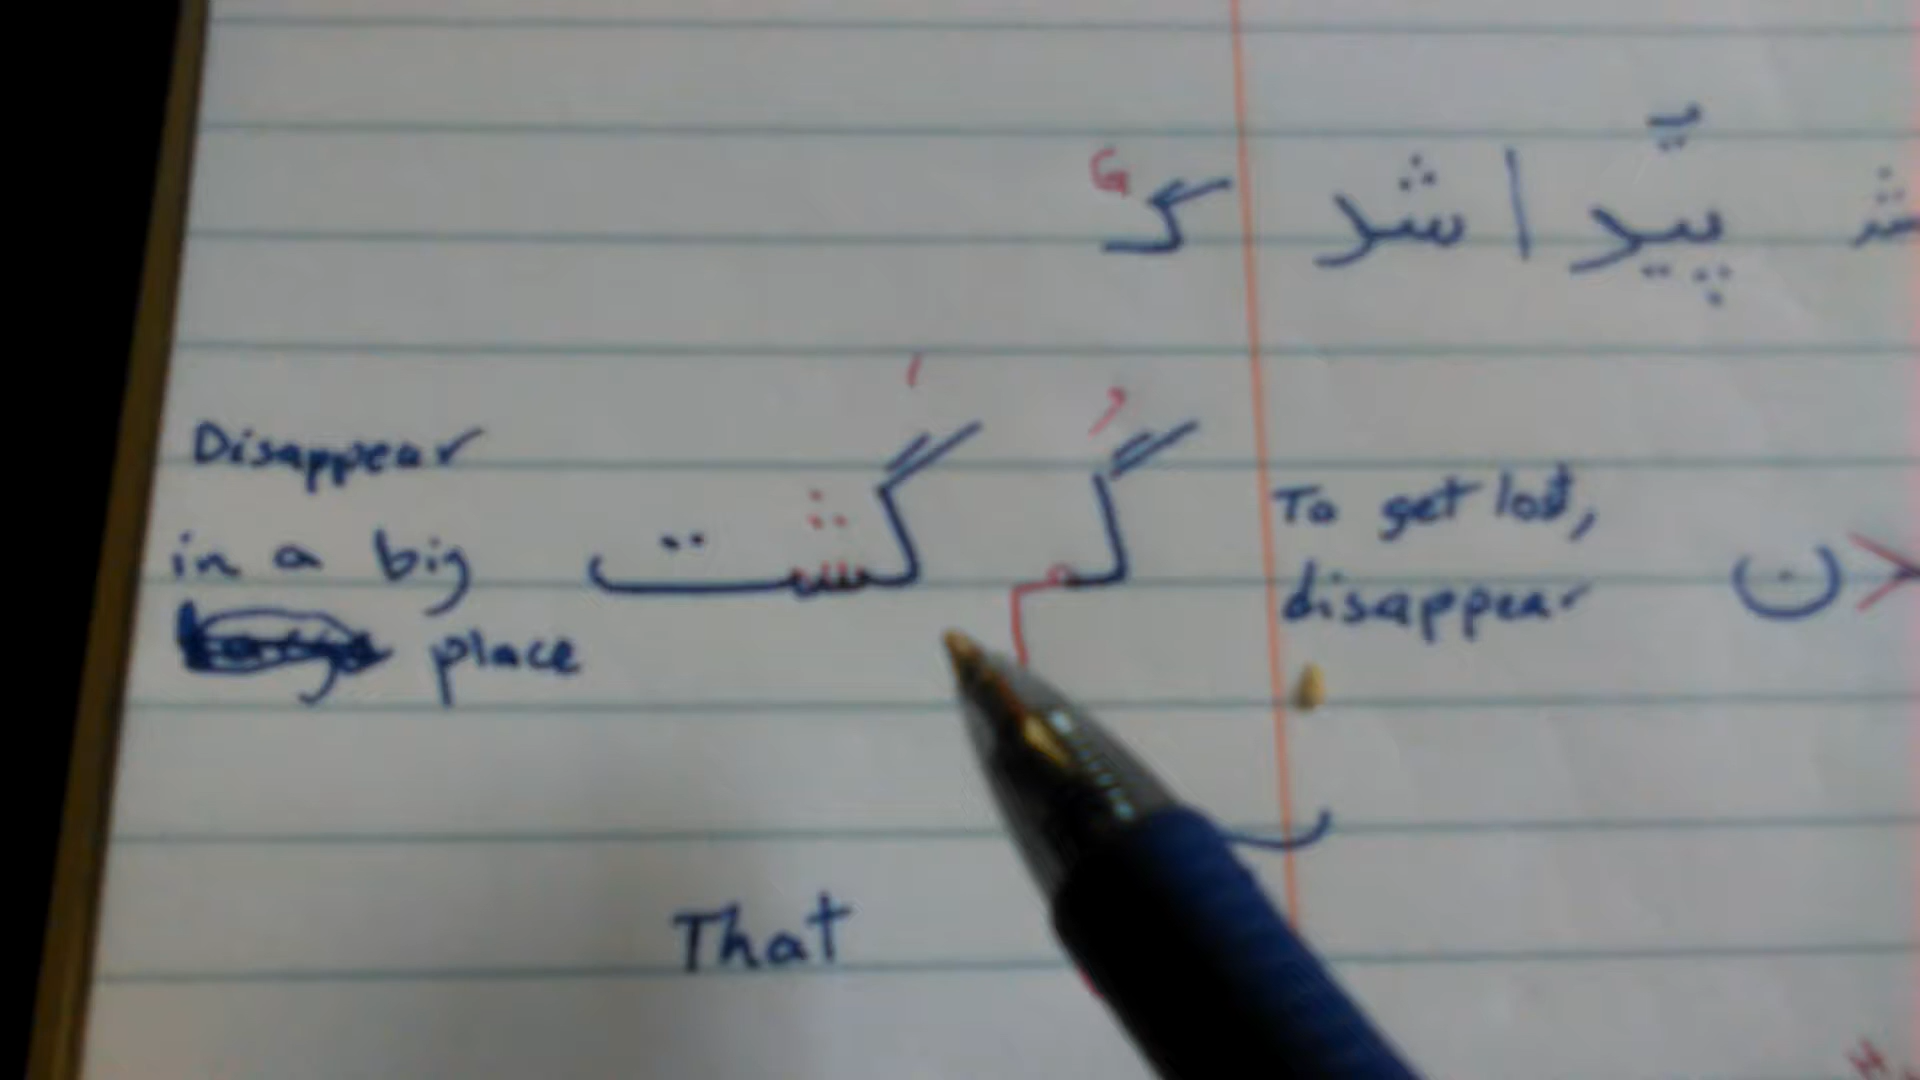 پیدا شد گ G
گم گشت
To get lost,
disappear
Disappear
in a big
place
ن
That